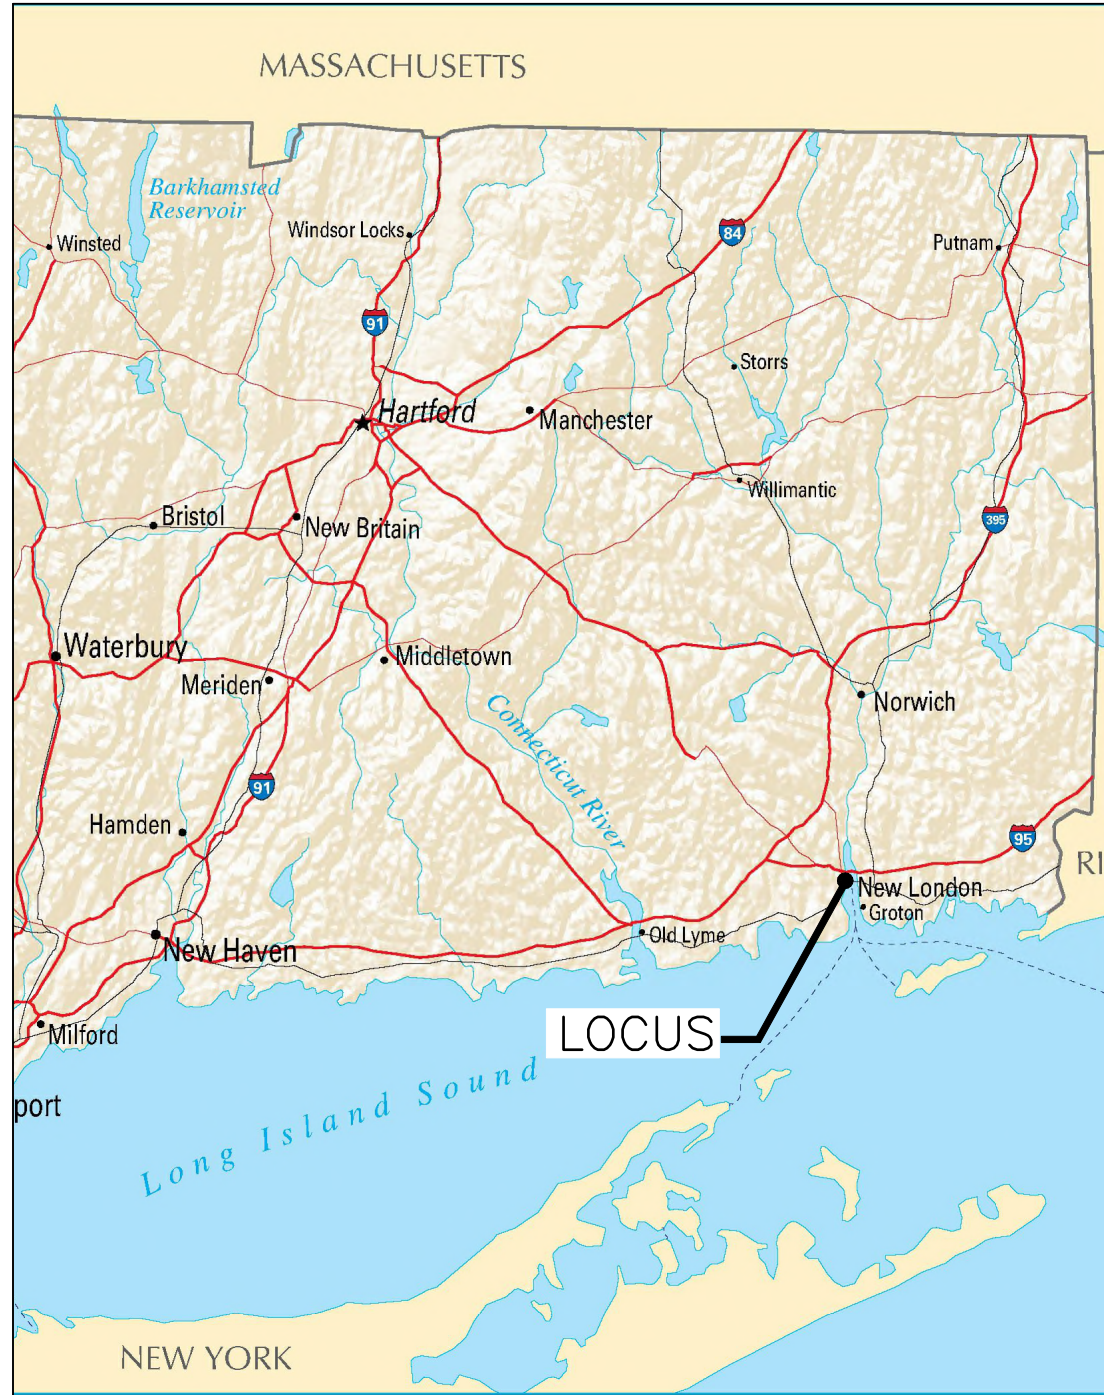 MASSACHUSETTS
Barkhamsted
Reservoir
Winsted
Windsor Locks
84
Putnam
91
Storrs
Hartford
Manchester
Willimantic
Bristol
New Britain
395
Waterbury
Middletown
Meriden
Norwich
Connecticut River
91
Hamden
95
RI
New London
Groton
New Haven
Old Lyme
Milford
LOCUS
Long Island Sound
port
NEW YORK